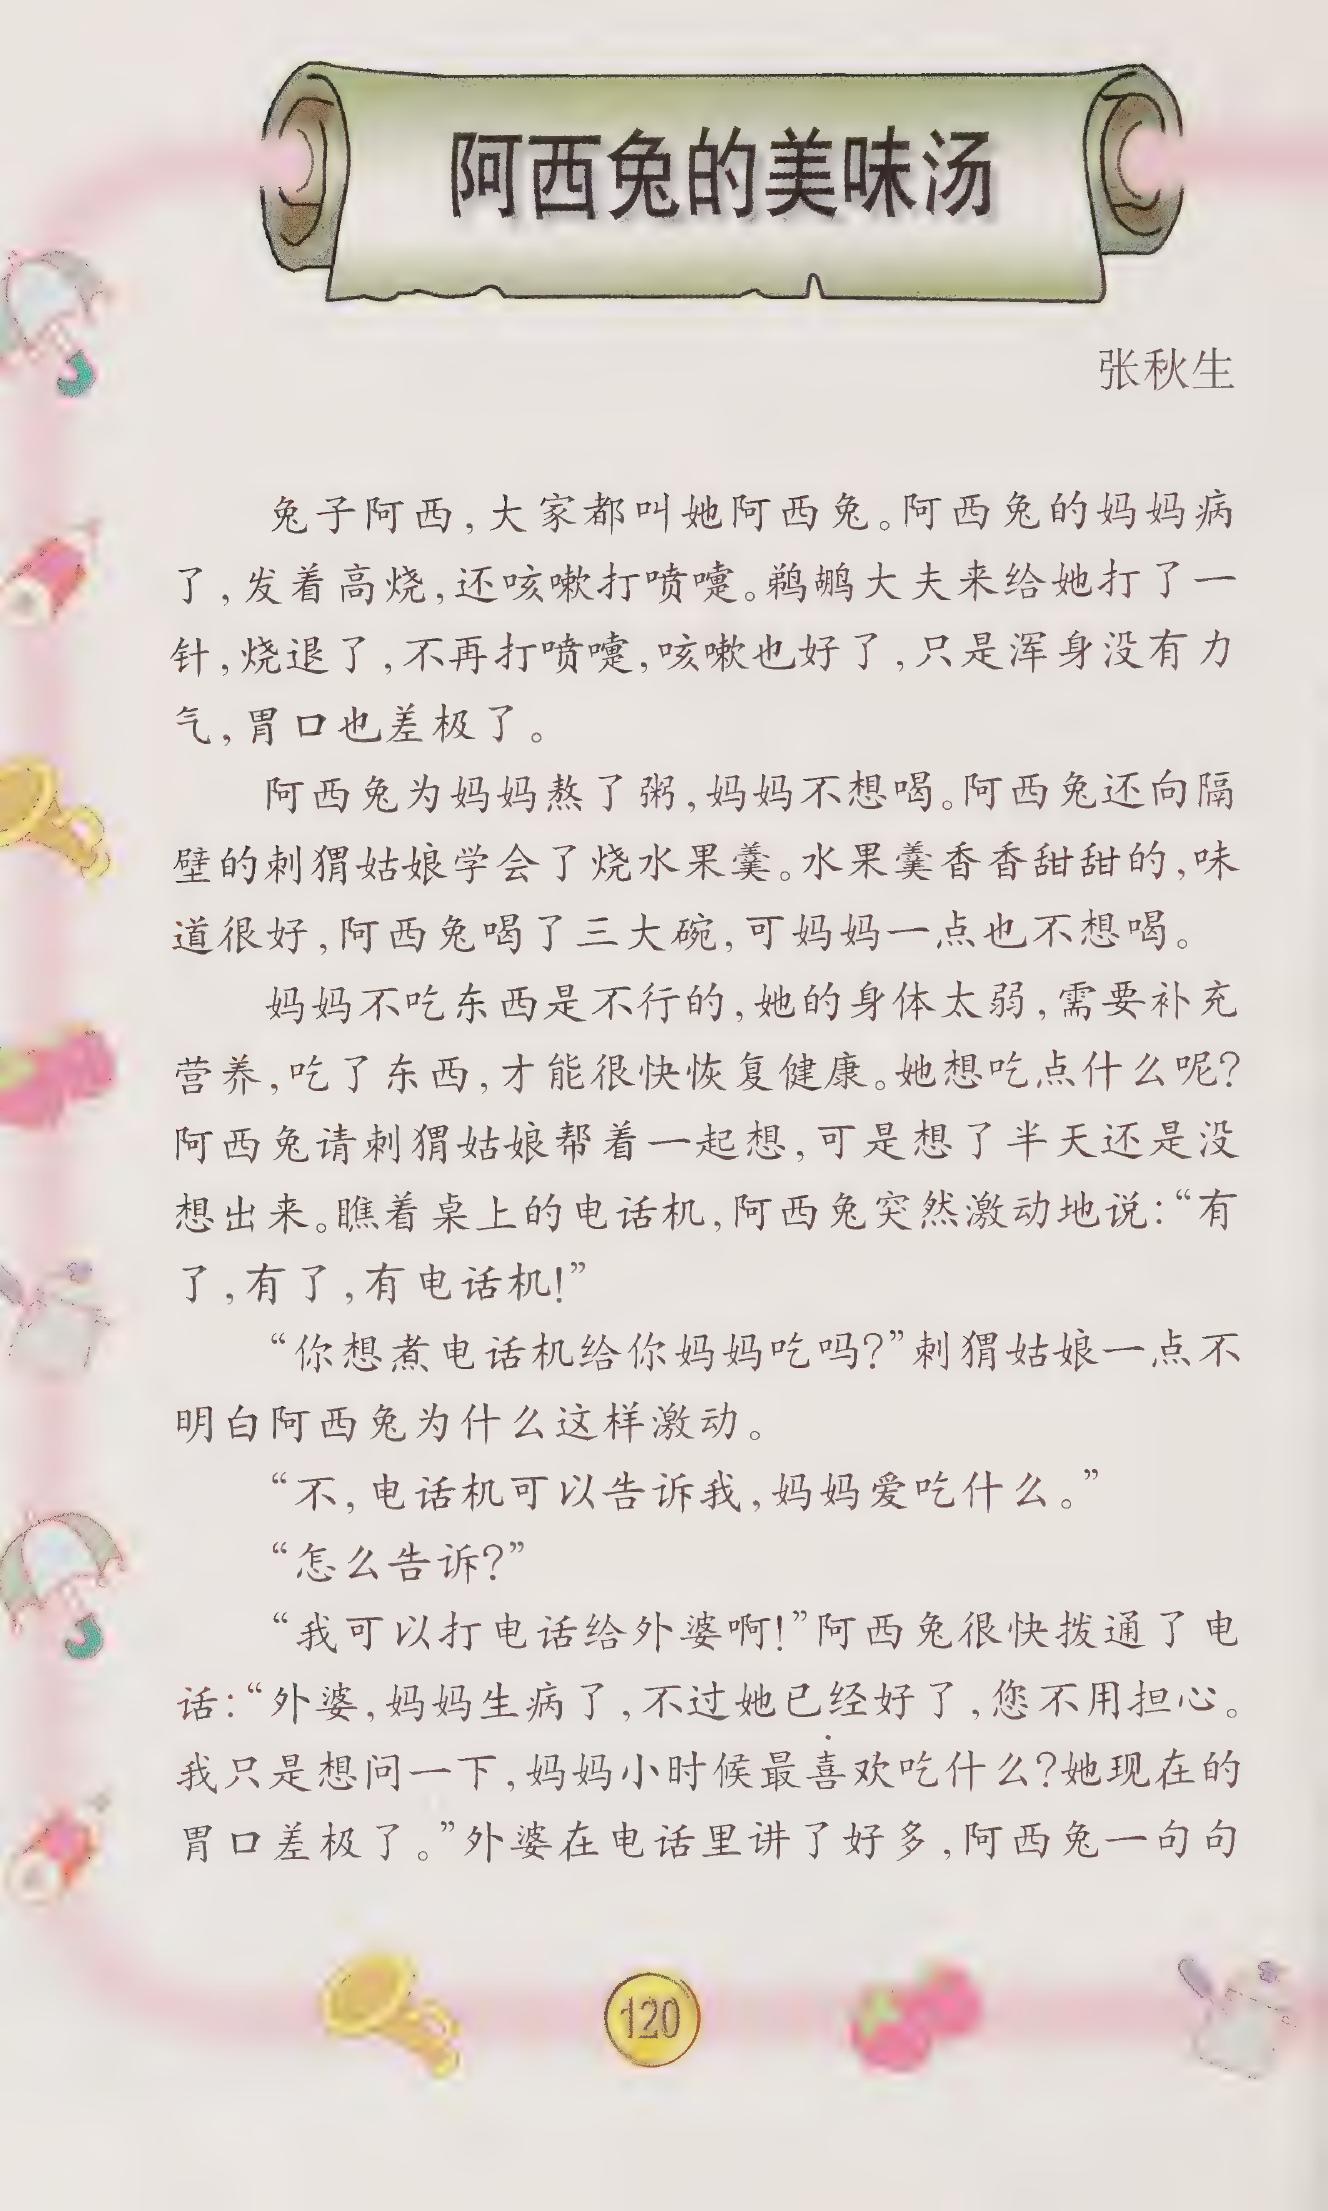 阿西兔的美味汤
张秋生
兔子阿西,大家都叫她阿西兔。阿西兔的妈妈病
了,发着高烧,还咳嗽打喷嚏。鹈鹕大夫来给她打了一
针,烧退了,不再打喷嚏,咳嗽也好了,只是浑身没有力
气,胃口也差极了。
阿西兔为妈妈熬了粥,妈妈不想喝。阿西兔还向隔
壁的刺猬姑娘学会了烧水果羹。水果羹香香甜甜的,味
道很好,阿西兔喝了三大碗,可妈妈一点也不想喝。
妈妈不吃东西是不行的,她的身体太弱,需要补充
营养,吃了东西,才能很快恢复健康。她想吃点什么呢?
阿西兔请刺猬姑娘帮着一起想,可是想了半天还是没
想出来。瞧着桌上的电话机,阿西兔突然激动地说:“有
了,有了,有电话机!”
“你想煮电话机给你妈妈吃吗?”刺猬姑娘一点不
明白阿西兔为什么这样激动。
“不,电话机可以告诉我,妈妈爱吃什么。”
“怎么告诉?”
“我可以打电话给外婆啊!”阿西兔很快拨通了电
话:“外婆,妈妈生病了,不过她已经好了,您不用担心。
我只是想问一下,妈妈小时候最喜欢吃什么?她现在的
胃口差极了。”外婆在电话里讲了好多,阿西兔一句句
120